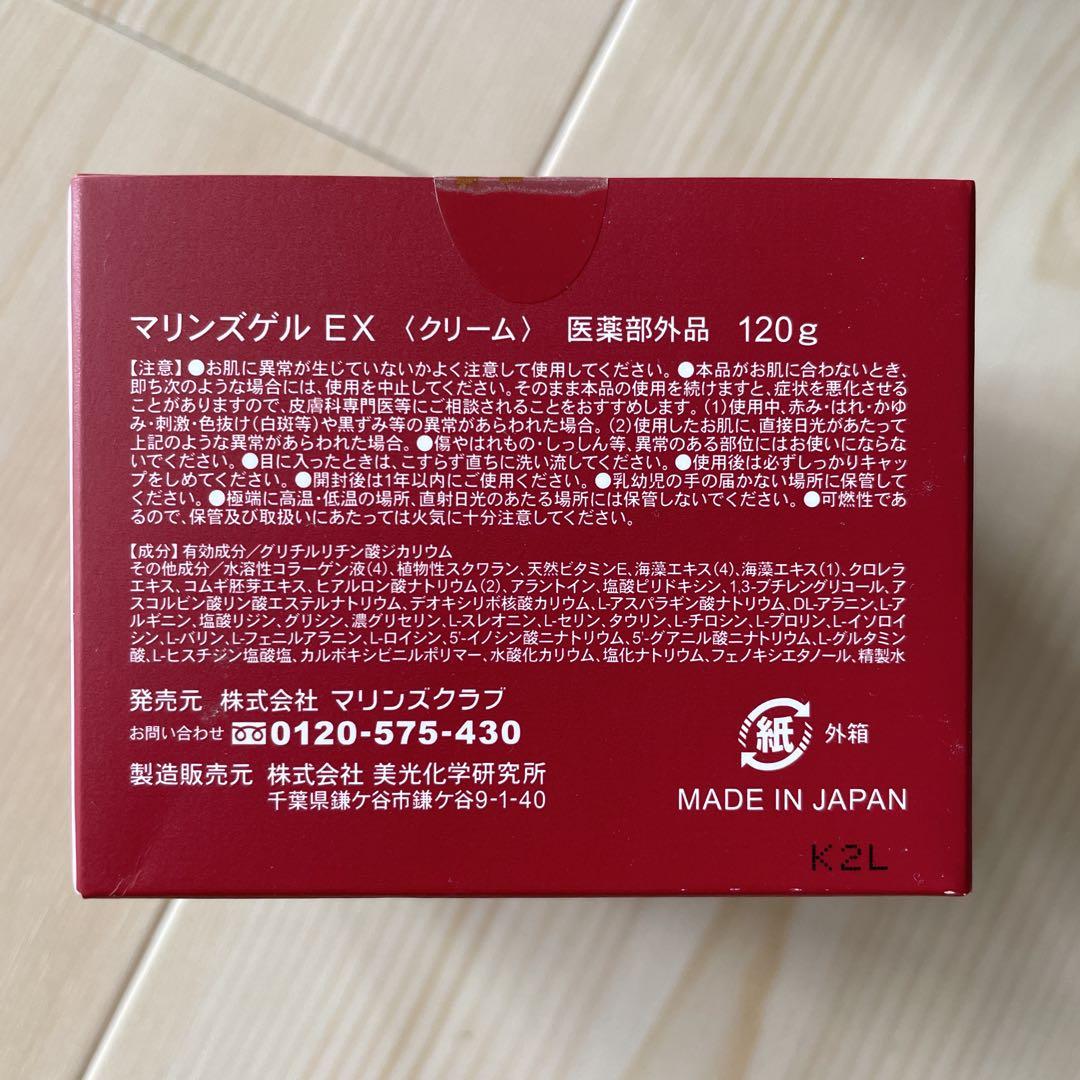 マリンズゲル EX 〈クリーム〉 医薬部外品 120g
【注意】●お肌に異常が生じていないかよく注意して使用してください。●本品がお肌に合わないとき、
即ち次のような場合には、使用を中止してください。そのまま本品の使用を続けますと、症状を悪化させる
ことがありますので、皮膚科専門医等にご相談されることをおすすめします。(1)使用中、赤み・はれ・かゆ
み・刺激・色抜け(白斑等)や黒ずみ等の異常があらわれた場合。(2)使用したお肌に、直接日光があたって
上記のような異常があらわれた場合。●傷やはれもの・しっしん等、異常のある部位にはお使いにならな
いでください。●目に入ったときは、こすらず直ちに洗い流してください。●使用後は必ずしっかりキャッ
プをしめてください。●開封後は1年以内にご使用ください。●乳幼児の手の届かない場所に保管して
ください。●極端に高温・低温の場所、直射日光のあたる場所には保管しないでください。●可燃性であ
るので、保管及び取扱いにあたっては火気に十分注意してください。
【成分】有効成分/グリチルリチン酸ジカリウム
その他成分/水溶性コラーゲン液(4)、植物性スクワラン、天然ビタミンE、海藻エキス(4)、海藻エキス(1)、クロレラ
エキス、コムギ胚芽エキス、ヒアルロン酸ナトリウム(2)、アラントイン、塩酸ピリドキシン、1,3-ブチレングリコール、ア
スコルビン酸リン酸エステルナトリウム、デオキシリボ核酸カリウム、L-アスパラギン酸ナトリウム、DL-アラニン、L-ア
ルギニン、塩酸リジン、グリシン、濃グリセリン、L-スレオニン、L-セリン、タウリン、L-チロシン、L-プロリン、L-イソロイ
シン、L-バリン、L-フェニルアラニン、L-ロイシン、5'-イノシン酸ニナトリウム、5'-グアニル酸ニナトリウム、L-グルタミン
酸、L-ヒスチジン塩酸塩、カルボキシビニルポリマー、水酸化カリウム、塩化ナトリウム、フェノキシエタノール、精製水
発売元 株式会社 マリンズクラブ
お問い合わせ 0120-575-430
製造販売元 株式会社 美光化学研究所
千葉県鎌ケ谷市鎌ケ谷9-1-40
紙 外箱
MADE IN JAPAN
K2L